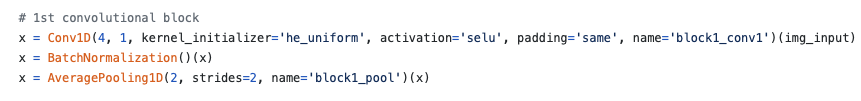 # 1st convolutional block
x = Conv1D(4, 1, kernel_initializer='he_uniform', activation='selu', padding='same', name='block1_conv1')(img_input)
x = BatchNormalization()(x)
x = AveragePooling1D(2, strides=2, name='block1_pool')(x)